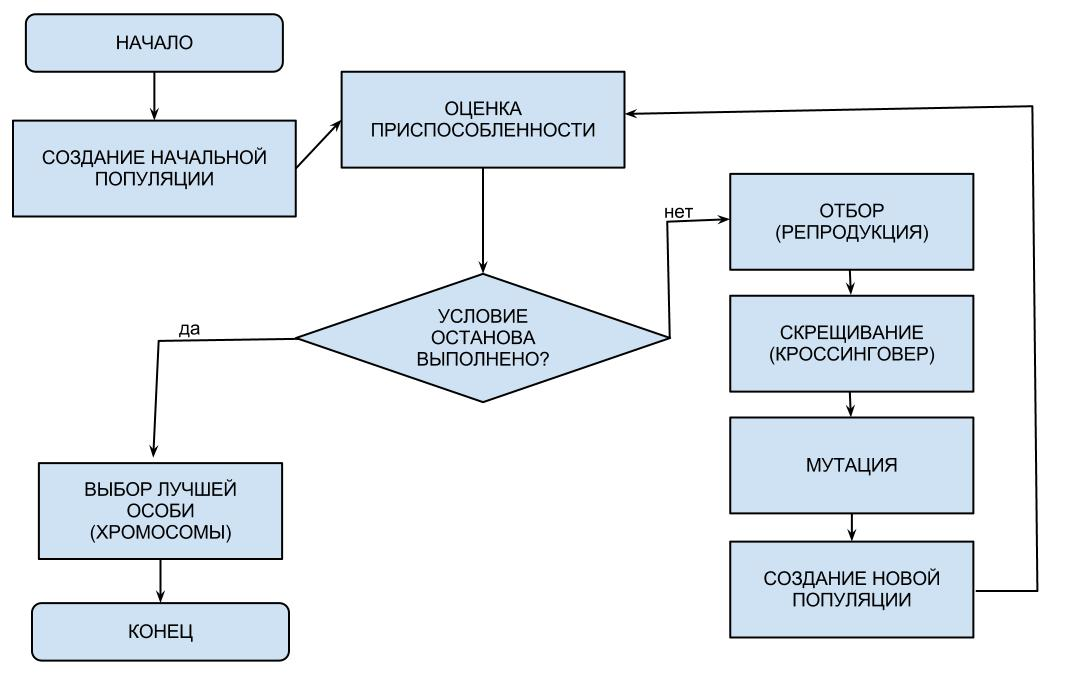 НАЧАЛО
СОЗДАНИЕ НАЧАЛЬНОЙ
ПОПУЛЯЦИИ
ОЦЕНКА
ПРИСПОСОБЛЕННОСТИ
УСЛОВИЕ
ОСТАНОВА
ВЫПОЛНЕНО?
нет
ОТБОР
(РЕПРОДУКЦИЯ)
СКРЕЩИВАНИЕ
(КРОССИНГОВЕР)
МУТАЦИЯ
СОЗДАНИЕ НОВОЙ
ПОПУЛЯЦИИ
да
ВЫБОР ЛУЧШЕЙ
ОСОБИ
(ХРОМОСОМЫ)
КОНЕЦ